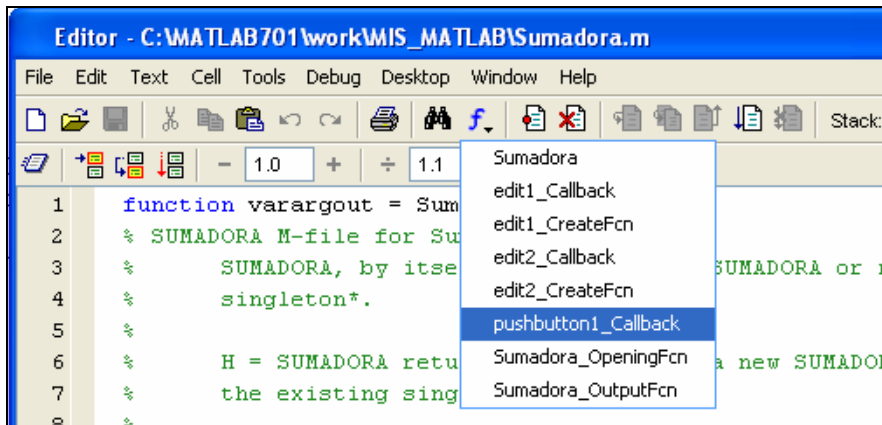 Editor - C:\MATLAB701\work\MIS_MATLAB\Sumadora.m
File Edit Text Cell Tools Debug Desktop Window Help
Stack:
- 1.0 + ÷ 1.1
Sumadora
edit1_Callback
edit1_CreateFcn
edit2_Callback
edit2_CreateFcn
pushbutton1_Callback
Sumadora_OpeningFcn
Sumadora_OutputFcn
1 function varargout = Sum
2 % SUMADORA M-file for Su
3 % SUMADORA, by itse SUMADORA or
4 % singleton*.
5 %
6 % H = SUMADORA retu a new
7 % the existing sing
8 %